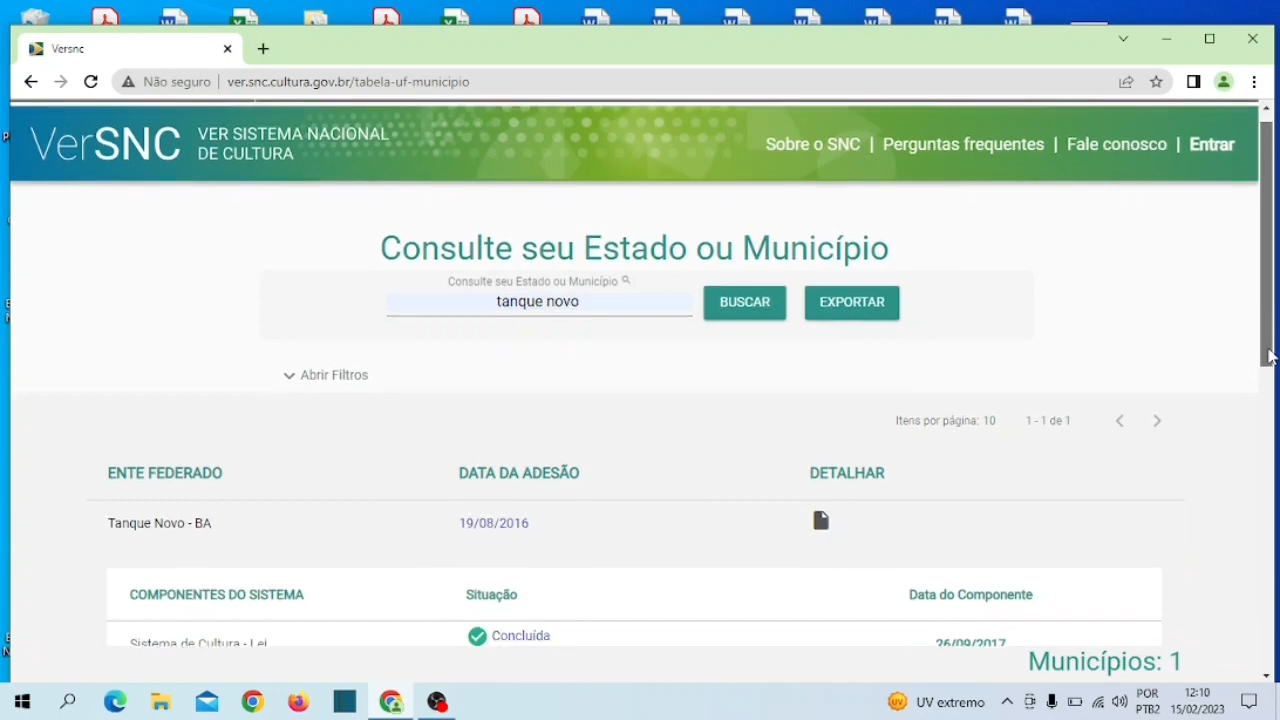 Versnc
Não seguro
ver.snc.cultura.gov.br/tabela-uf-municipio
VerSNC
VER SISTEMA NACIONAL
DE CULTURA
Sobre o SNC | Perguntas frequentes | Fale conosco | Entrar
Consulte seu Estado ou Município
Consulte seu Estado ou Município
tanque novo
BUSCAR
EXPORTAR
Abrir Filtros
Itens por página: 10
1 - 1 de 1
ENTE FEDERADO
DATA DA ADESÃO
DETALHAR
Tanque Novo - BA
19/08/2016
COMPONENTES DO SISTEMA
Situação
Data do Componente
Sistema de Cultura - Lei
Concluída
26/09/2017
Municípios: 1
UV extremo
POR
PTB2
12:10
15/02/2023